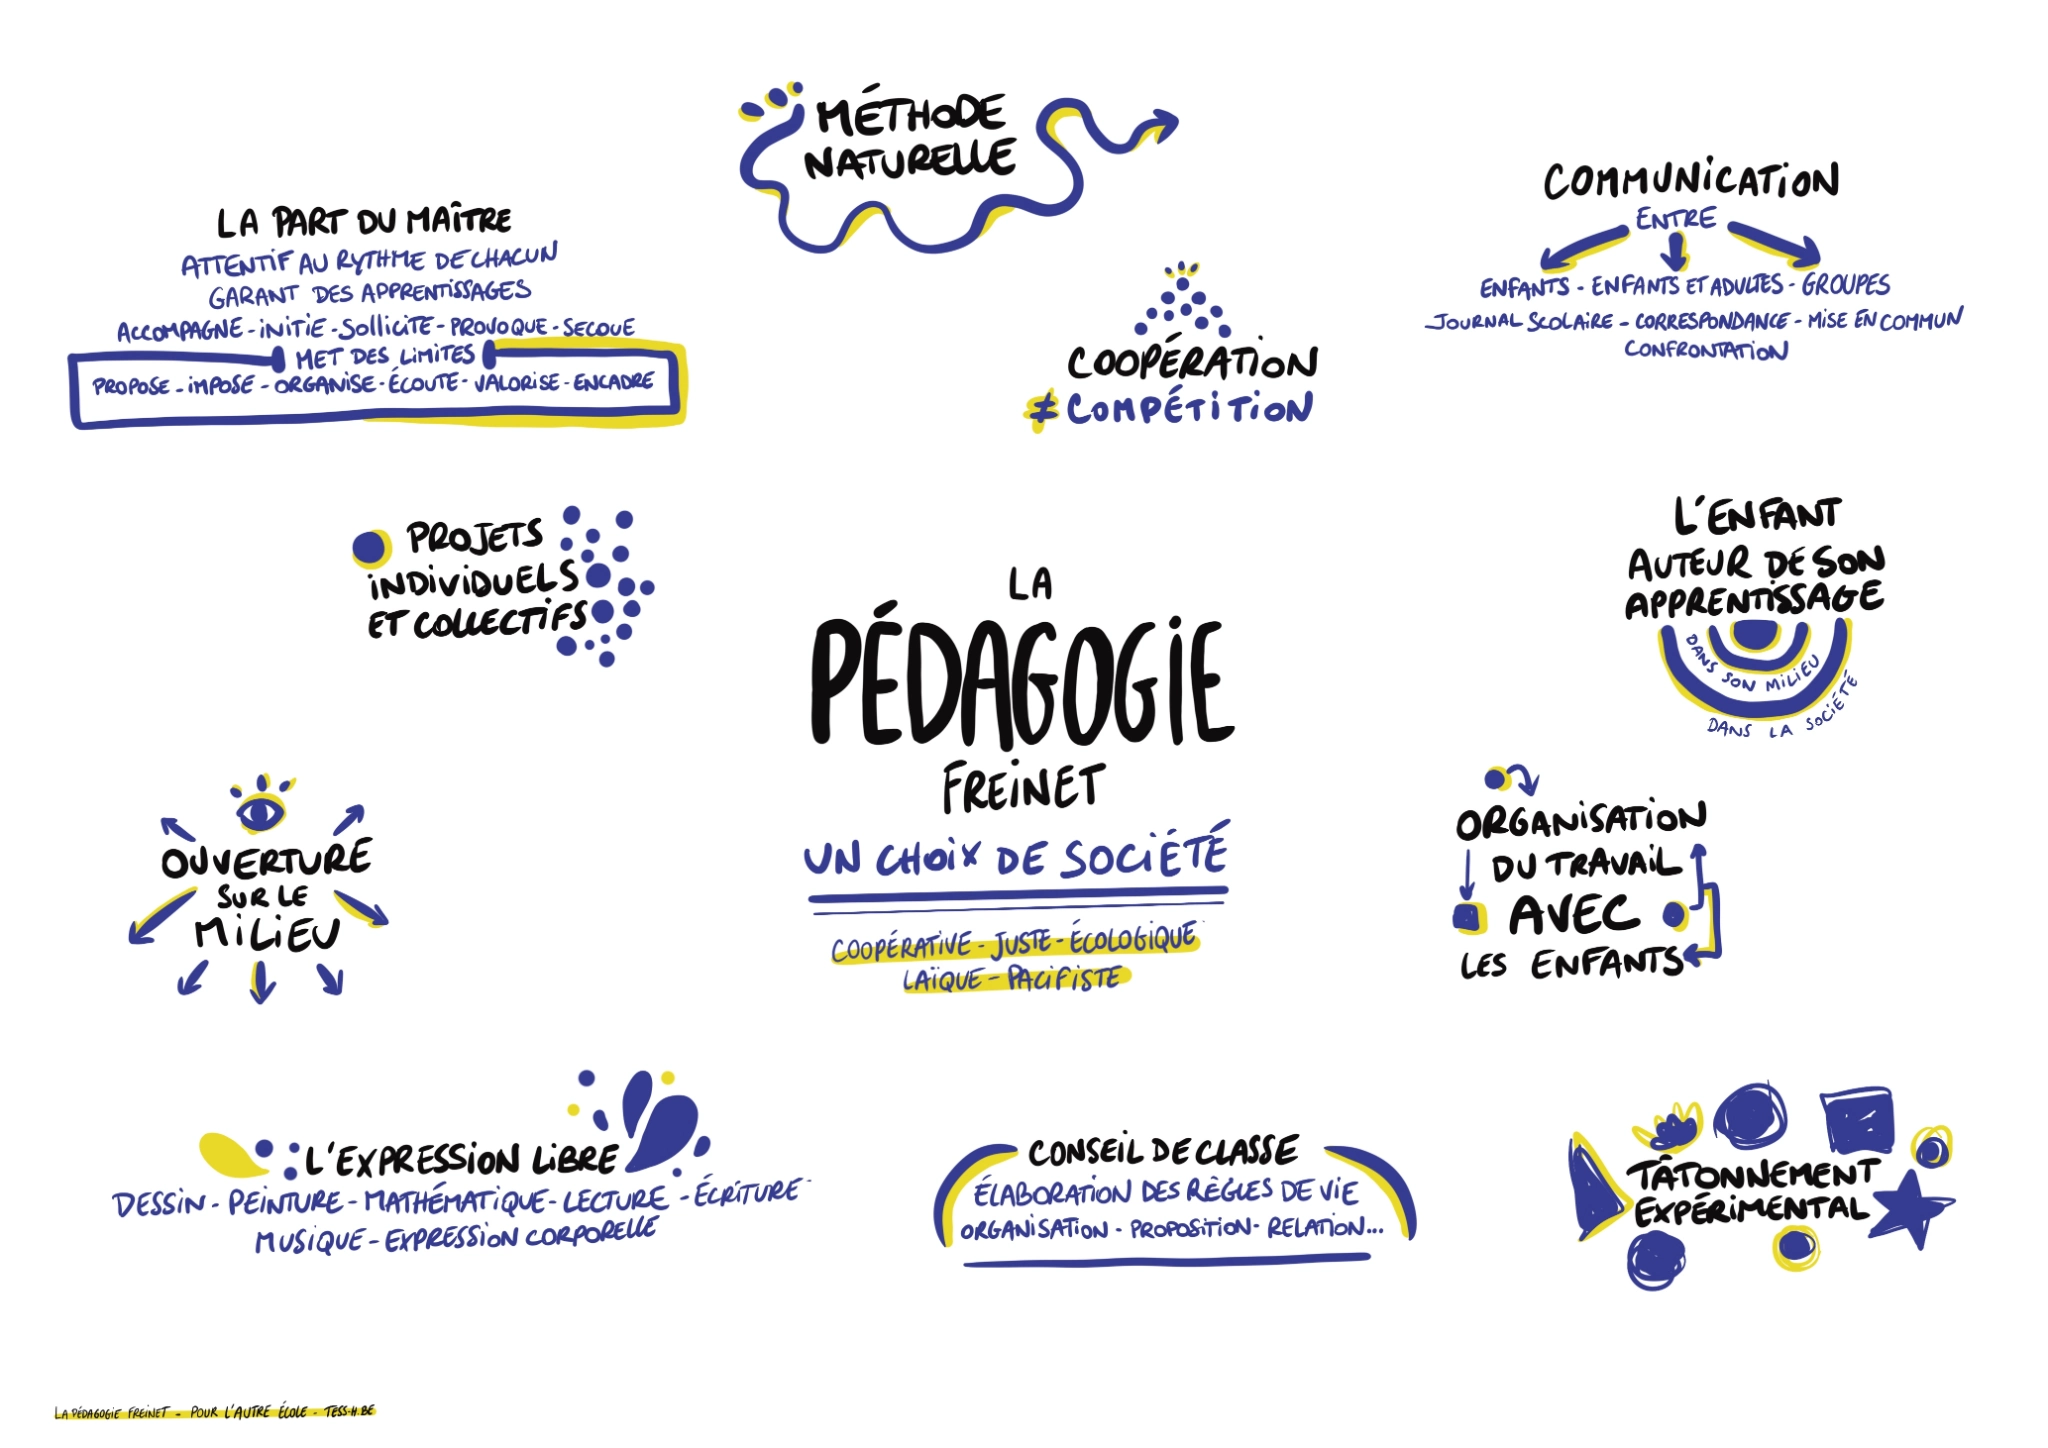 MÉTHODE
NATURELLE
LA PART DU MAÎTRE
ATTENTIF AU RYTHME DE CHACUN
GARANT DES APPRENTISSAGES
ACCOMPAGNE - INITIE - SOLLICITE - PROVOQUE - SECOUE
MET DES LIMITES
PROPOSE - IMPOSE - ORGANISE - ÉCOUTE - VALORISE - ENCADRE
COMMUNICATION
ENTRE
ENFANTS - ENFANTS ET ADULTES - GROUPES
JOURNAL SCOLAIRE - CORRESPONDANCE - MISE EN COMMUN
CONFRONTATION
COOPÉRATION
≠ COMPÉTITION
PROJETS
INDIVIDUELS
ET COLLECTIFS
L'ENFANT
AUTEUR DE SON
APPRENTISSAGE
DANS SON MILIEU
DANS LA SOCIÉTÉ
LA
PÉDAGOGIE
FREINET
UN CHOIX DE SOCIÉTÉ
COOPÉRATIVE - JUSTE - ÉCOLOGIQUE
LAÏQUE - PACIFISTE
OUVERTURE
SUR LE
MILIEU
ORGANISATION
DU TRAVAIL
AVEC
LES ENFANTS
L'EXPRESSION LIBRE
DESSIN - PEINTURE - MATHÉMATIQUE - LECTURE - ÉCRITURE -
MUSIQUE - EXPRESSION CORPORELLE
CONSEIL DE CLASSE
ÉLABORATION DES RÈGLES DE VIE
ORGANISATION - PROPOSITION - RELATION...
TÂTONNEMENT
EXPÉRIMENTAL
LA PÉDAGOGIE FREINET - POUR L'AUTRE ÉCOLE - TESS-H.BE